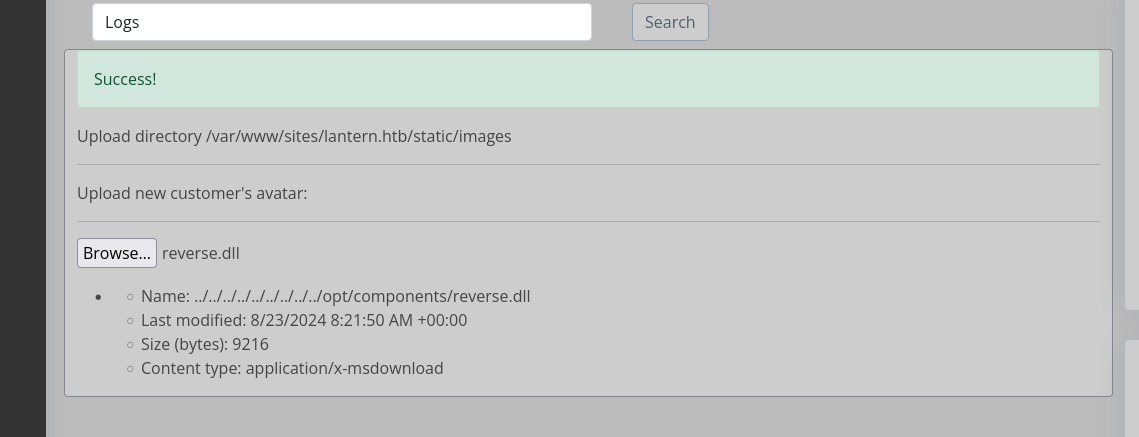 Logs
Search
Success!
Upload directory /var/www/sites/lantern.htb/static/images
Upload new customer's avatar:
Browse... reverse.dll
Name: ../../../../../../../../../opt/components/reverse.dll
Last modified: 8/23/2024 8:21:50 AM +00:00
Size (bytes): 9216
Content type: application/x-msdownload